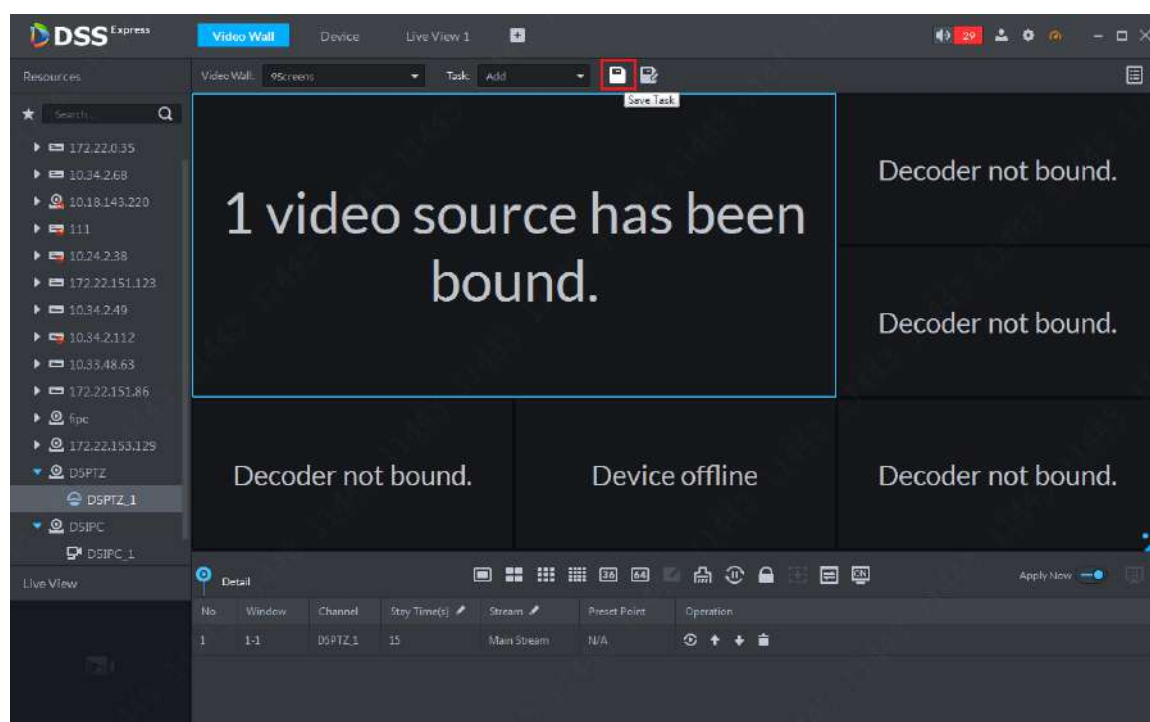 DSS Express
Video Wall
Device
Live View 1
29
Resources
Video Wall: 9Screens
Task: Add
Save Task
Search...
172.22.0.35
10.34.2.68
10.18.143.220
111
10.24.2.38
172.22.151.123
10.34.2.49
10.34.2.112
10.33.48.63
172.22.151.86
fipc
172.22.153.129
DSPTZ
DSPTZ_1
DSIPC
DSIPC_1
1 video source has been
bound.
Decoder not bound.
Decoder not bound.
Decoder not bound.
Device offline
Decoder not bound.
Live View
Detail
36
64
ON
Apply Now
No.
Window
Channel
Stay Time(s)
Stream
Preset Point
Operation
1
1-1
DSPTZ_1
15
Main Stream
N/A